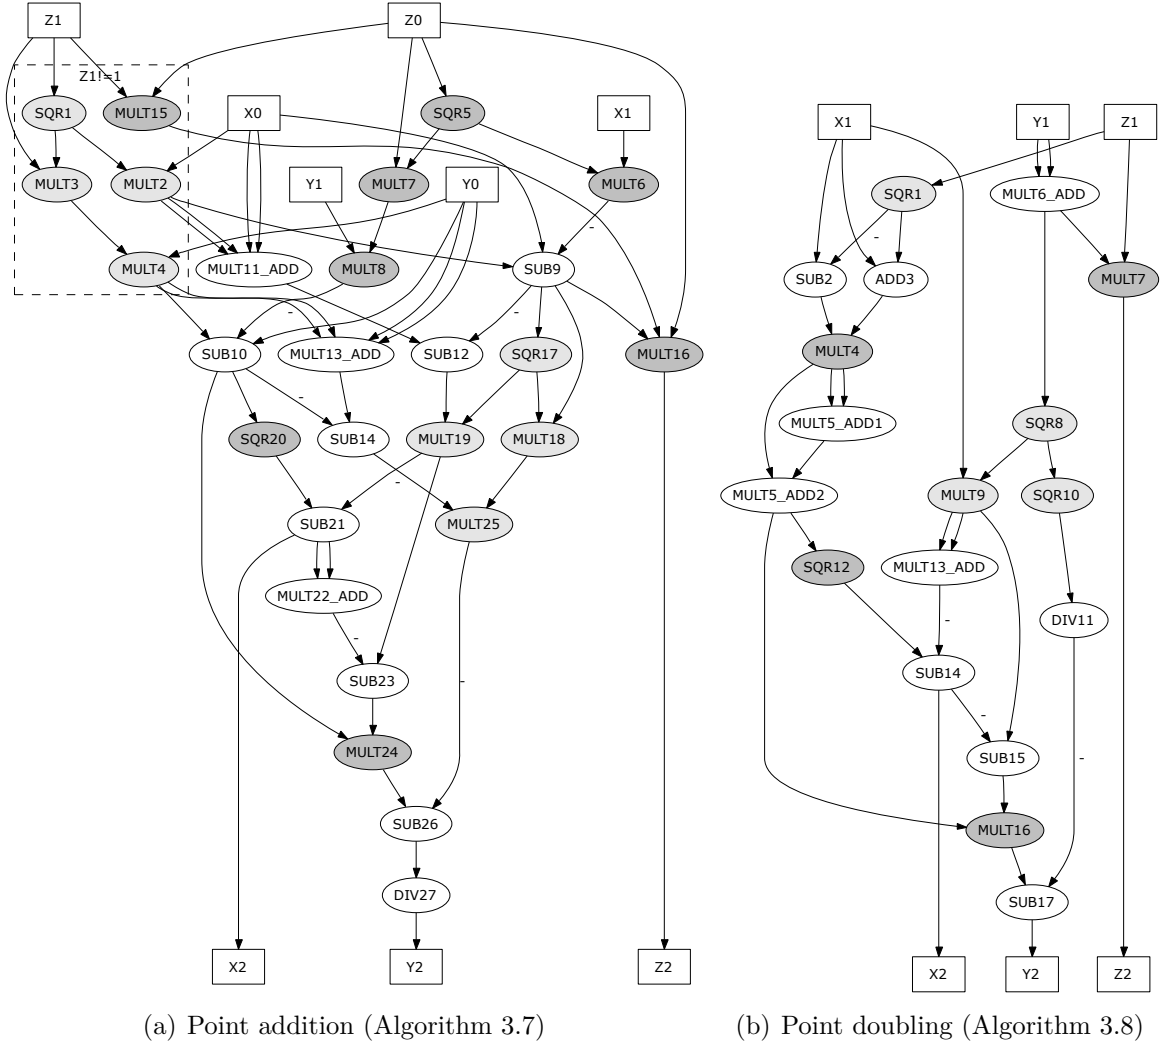 Z1
Z0
Z1!=1
SQR1
MULT15
X0
SQR5
X1
MULT3
MULT2
Y1
MULT7
Y0
MULT6
-
MULT4
MULT11_ADD
MULT8
SUB9
-
-
SUB10
MULT13_ADD
SUB12
SQR17
MULT16
-
SQR20
SUB14
MULT19
MULT18
-
SUB21
MULT25
MULT22_ADD
-
SUB23
-
MULT24
SUB26
DIV27
X2
Y2
Z2
(a) Point addition (Algorithm 3.7)
X1
Y1
Z1
SQR1
MULT6_ADD
-
SUB2
ADD3
MULT7
MULT4
MULT5_ADD1
SQR8
MULT5_ADD2
MULT9
SQR10
SQR12
MULT13_ADD
-
DIV11
SUB14
-
SUB15
-
MULT16
SUB17
X2
Y2
Z2
(b) Point doubling (Algorithm 3.8)